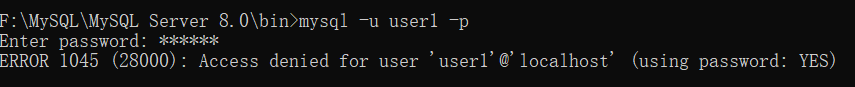 F:\MySQL\MySQL Server 8.0\bin>mysql -u user1 -p
Enter password: ******
ERROR 1045 (28000): Access denied for user 'user1'@'localhost' (using password: YES)